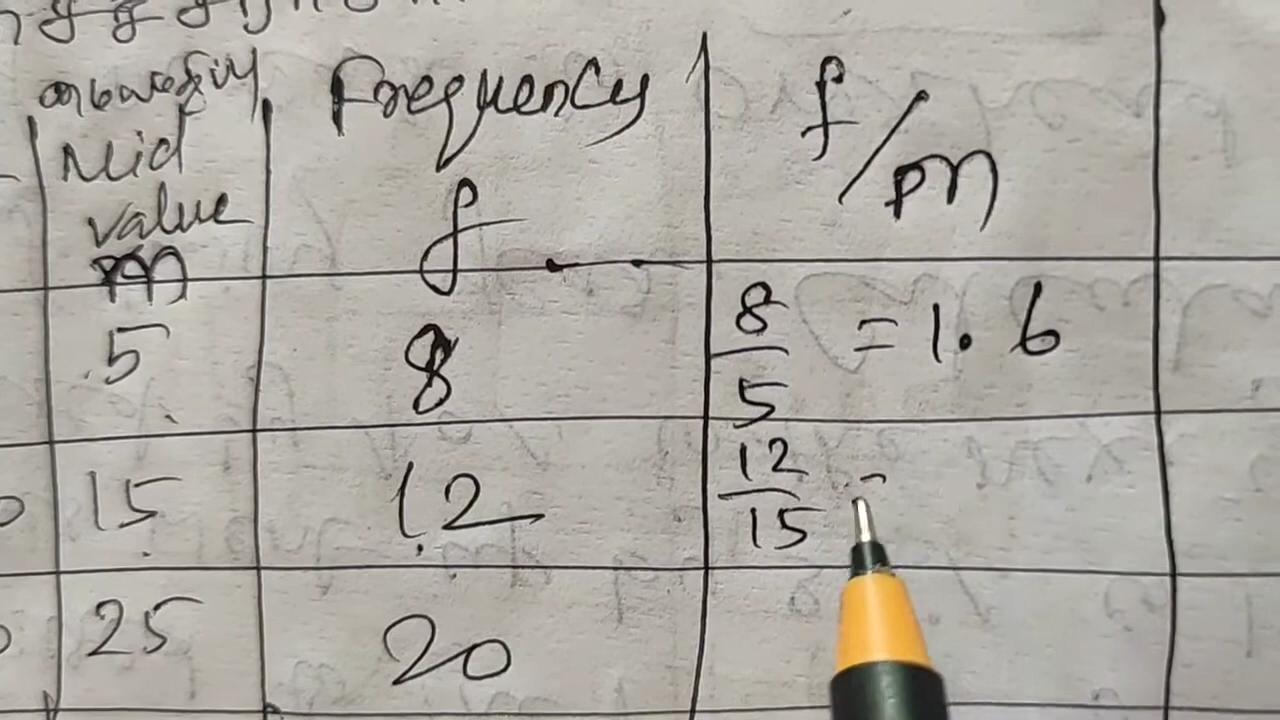 Frequency f
Mid
value
m
f
/m
5 8 8/5 = 1.6
15 12 12/15 =
25 20